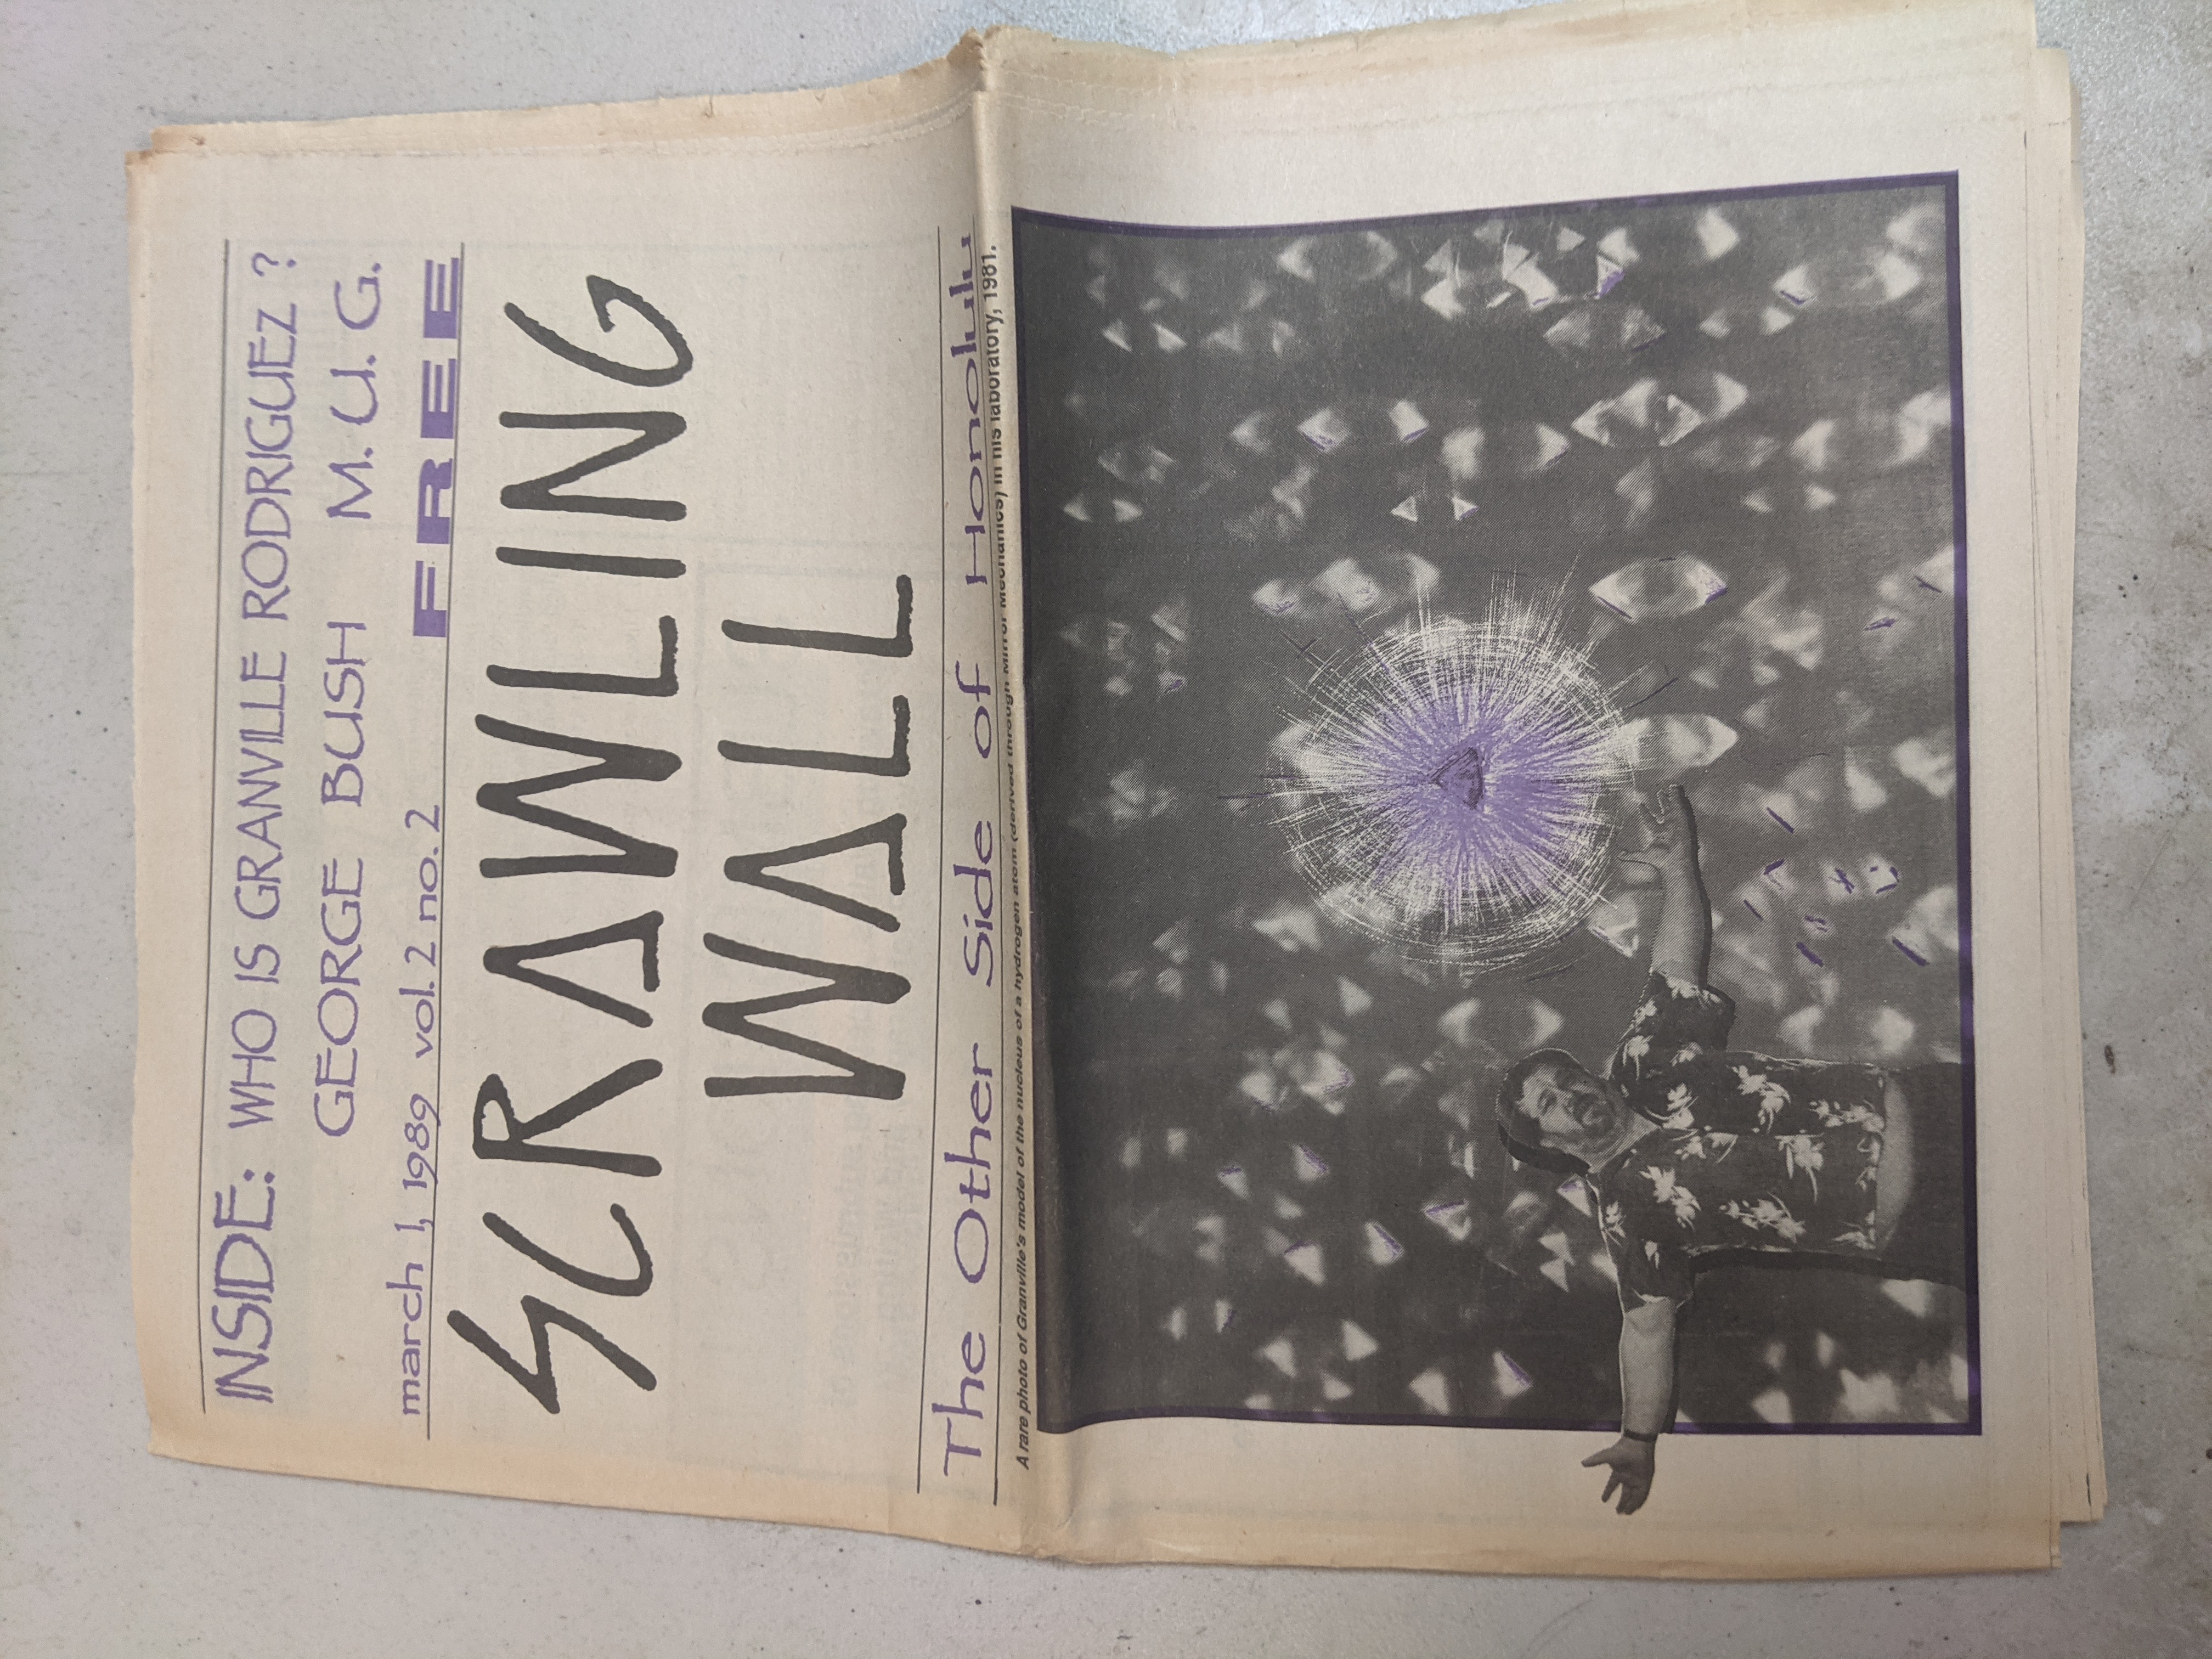 INSIDE: WHO IS GRANVILLE RODRIGUEZ ?
GEORGE BUSH M.U.G.
march 1, 1989 vol. 2 no. 2
FREE
SCRAWLING
WALL
The Other Side of Honolulu
A rare photo of Granville's model of the nucleus of a hydrogen atom (derived through Mirror Mechanics) in his laboratory, 1981.